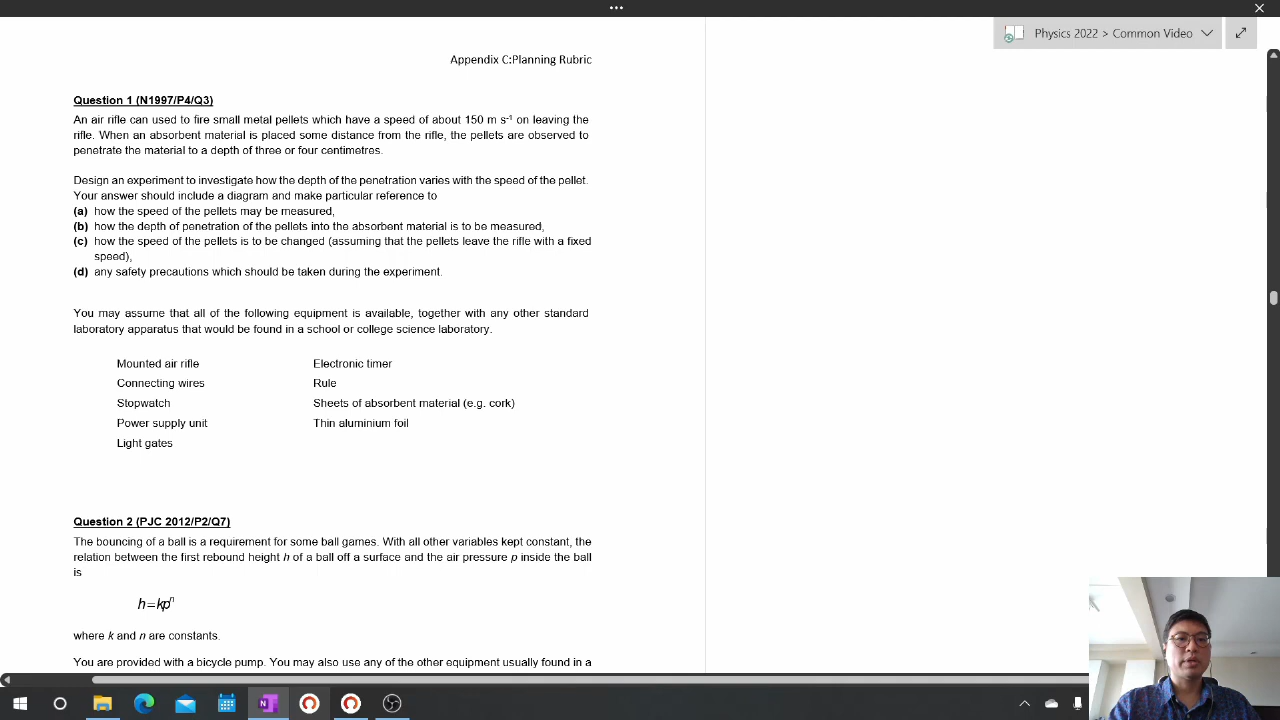 Physics 2022 > Common Video
Appendix C:Planning Rubric
Question 1 (N1997/P4/Q3)
An air rifle can used to fire small metal pellets which have a speed of about 150 m s⁻¹ on leaving the
rifle. When an absorbent material is placed some distance from the rifle, the pellets are observed to
penetrate the material to a depth of three or four centimetres.
Design an experiment to investigate how the depth of the penetration varies with the speed of the pellet.
Your answer should include a diagram and make particular reference to
(a) how the speed of the pellets may be measured,
(b) how the depth of penetration of the pellets into the absorbent material is to be measured,
(c) how the speed of the pellets is to be changed (assuming that the pellets leave the rifle with a fixed
speed),
(d) any safety precautions which should be taken during the experiment.
You may assume that all of the following equipment is available, together with any other standard
laboratory apparatus that would be found in a school or college science laboratory.
Mounted air rifle Electronic timer
Connecting wires Rule
Stopwatch Sheets of absorbent material (e.g. cork)
Power supply unit Thin aluminium foil
Light gates
Question 2 (PJC 2012/P2/Q7)
The bouncing of a ball is a requirement for some ball games. With all other variables kept constant, the
relation between the first rebound height h of a ball off a surface and the air pressure p inside the ball
is
h=kpⁿ
where k and n are constants.
You are provided with a bicycle pump. You may also use any of the other equipment usually found in a